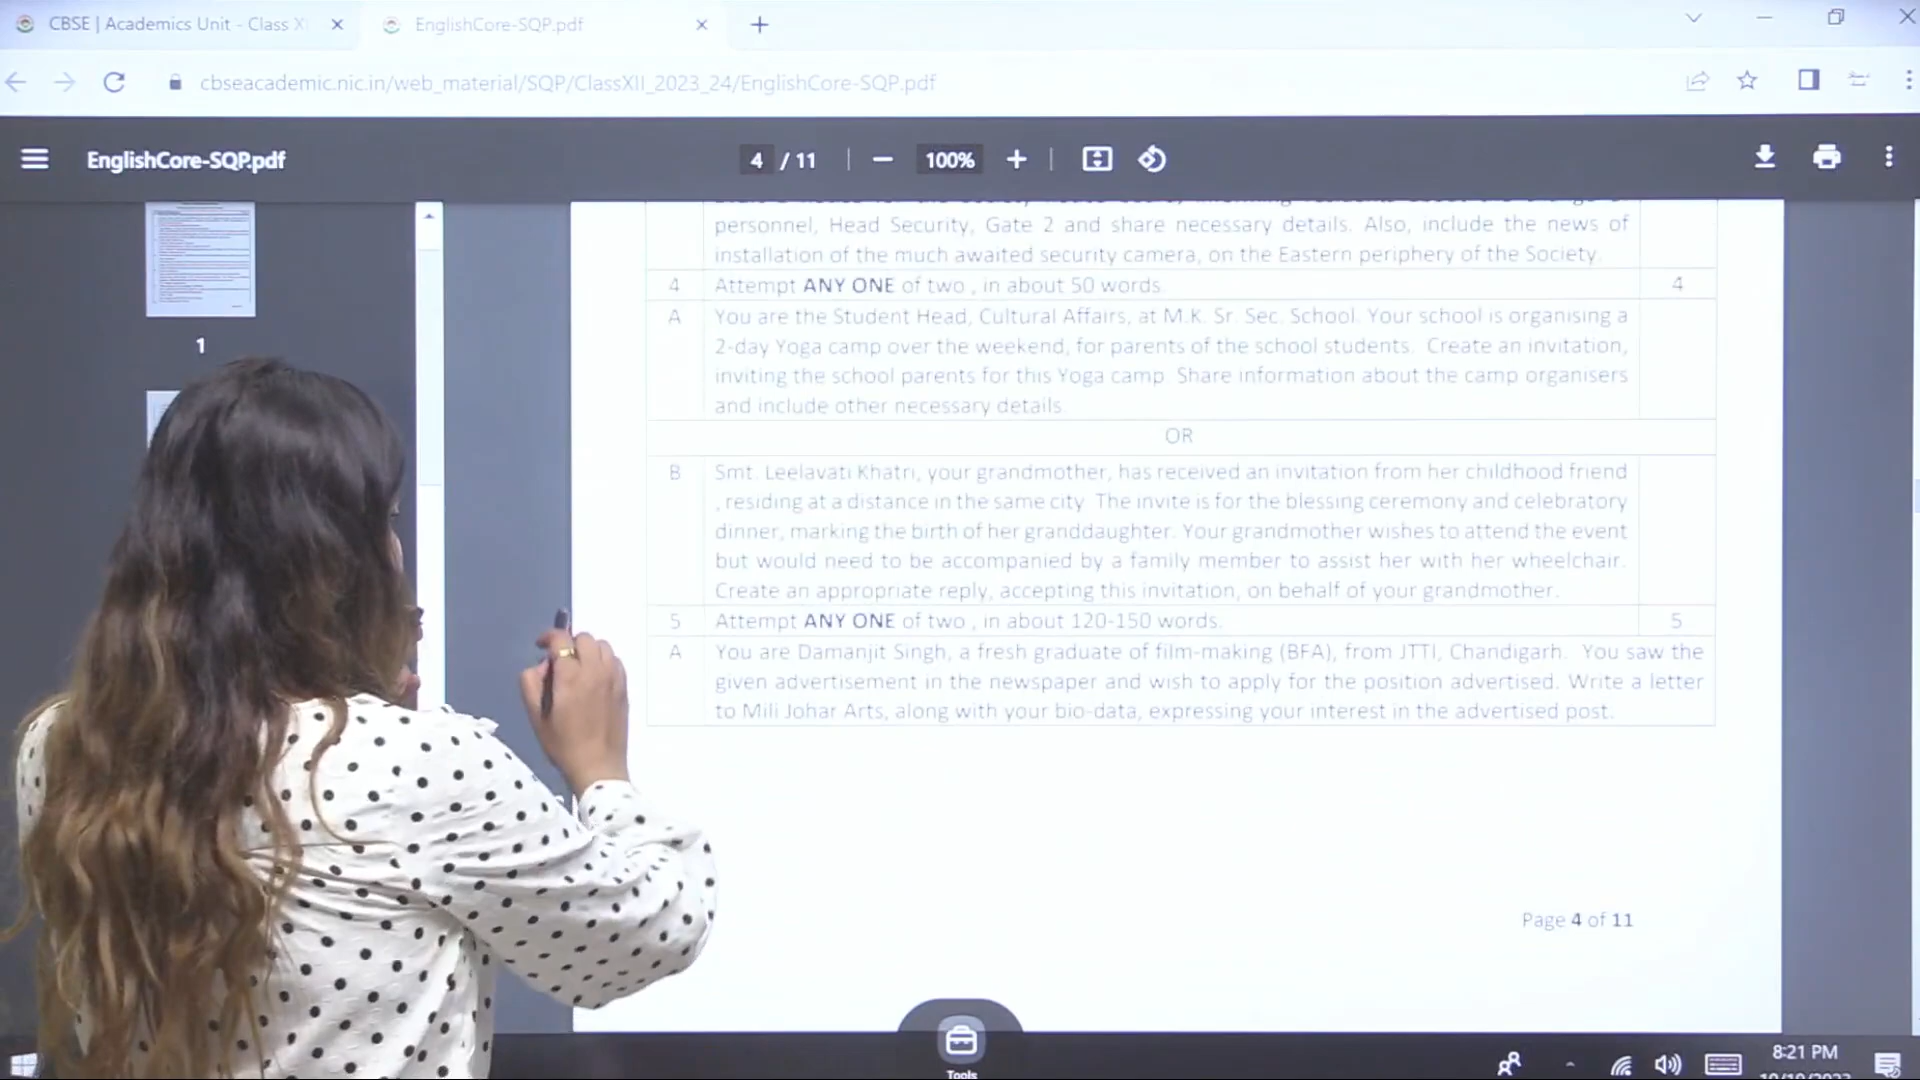 CBSE | Academics Unit - Class X
EnglishCore-SQP.pdf
cbseacademic.nic.in/web_material/SQP/ClassXII_2023_24/EnglishCore-SQP.pdf
EnglishCore-SQP.pdf
4 / 11
100%
1
personnel, Head Security, Gate 2 and share necessary details. Also, include the news of
installation of the much awaited security camera, on the Eastern periphery of the Society.
4 Attempt ANY ONE of two , in about 50 words. 4
A You are the Student Head, Cultural Affairs, at M.K. Sr. Sec. School. Your school is organising a
2-day Yoga camp over the weekend, for parents of the school students. Create an invitation,
inviting the school parents for this Yoga camp. Share information about the camp organisers
and include other necessary details.
OR
B Smt. Leelavati Khatri, your grandmother, has received an invitation from her childhood friend
, residing at a distance in the same city. The invite is for the blessing ceremony and celebratory
dinner, marking the birth of her granddaughter. Your grandmother wishes to attend the event
but would need to be accompanied by a family member to assist her with her wheelchair.
Create an appropriate reply, accepting this invitation, on behalf of your grandmother.
5 Attempt ANY ONE of two , in about 120-150 words. 5
A You are Damanjit Singh, a fresh graduate of film-making (BFA), from JTTI, Chandigarh. You saw the
given advertisement in the newspaper and wish to apply for the position advertised. Write a letter
to Mili Johar Arts, along with your bio-data, expressing your interest in the advertised post.
Page 4 of 11
Tools
8:21 PM